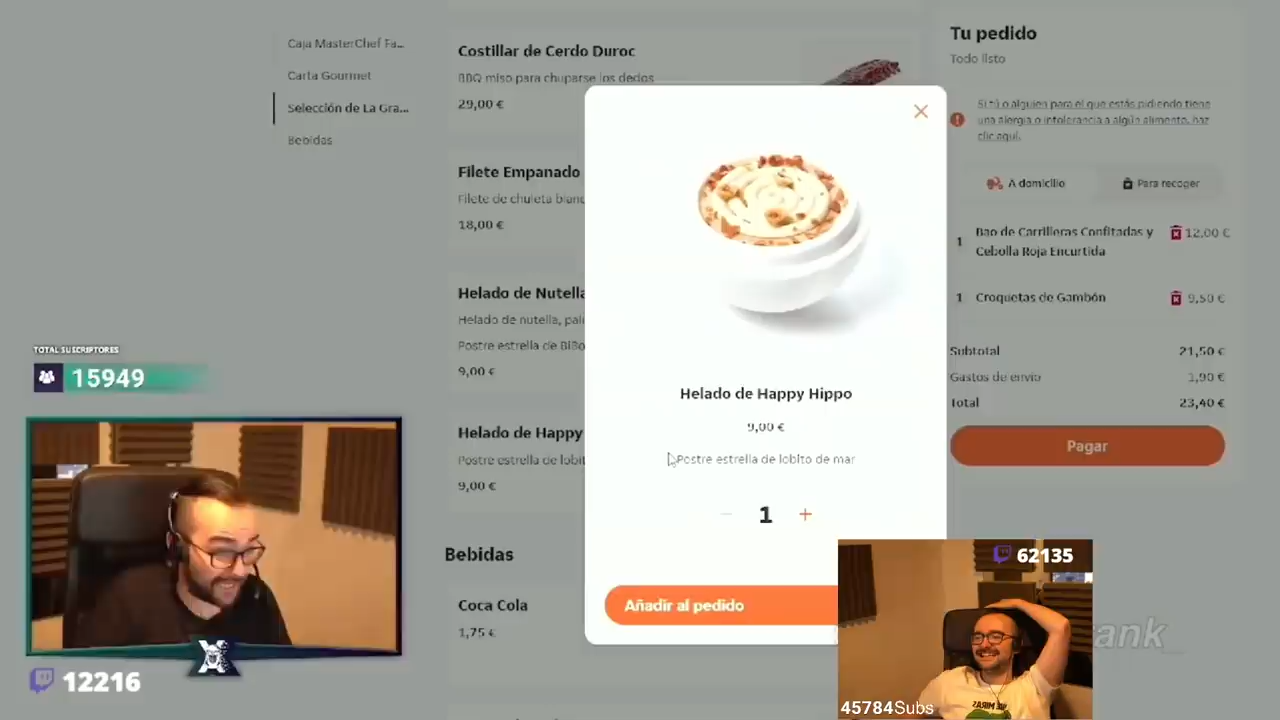 Caja MasterChef Fa...
Carta Gourmet
Selección de La Gra...
Bebidas
Costillar de Cerdo Duroc
BBQ miso para chuparse los dedos
29,00 €
Filete Empanado
Filete de chuleta blanc
18,00 €
Helado de Nutella
Helado de nutella, palo
Postre estrella de BiBo
9,00 €
Helado de Happy
Postre estrella de lobit
9,00 €
Bebidas
Coca Cola
1,75 €
Helado de Happy Hippo
9,00 €
Postre estrella de lobito de mar
1
Añadir al pedido
Tu pedido
Todo listo
Si tú o alguien para el que estás pidiendo tiene
una alergia o intolerancia a algún alimento, haz
clic aquí.
A domicilio
Para recoger
1 Bao de Carrilleras Confitadas y 12,00 €
Cebolla Roja Encurtida
1 Croquetas de Gambón 9,50 €
Subtotal 21,50 €
Gastos de envío 1,90 €
Total 23,40 €
Pagar
TOTAL SUSCRIPTORES
15949
12216
62135
45784Subs